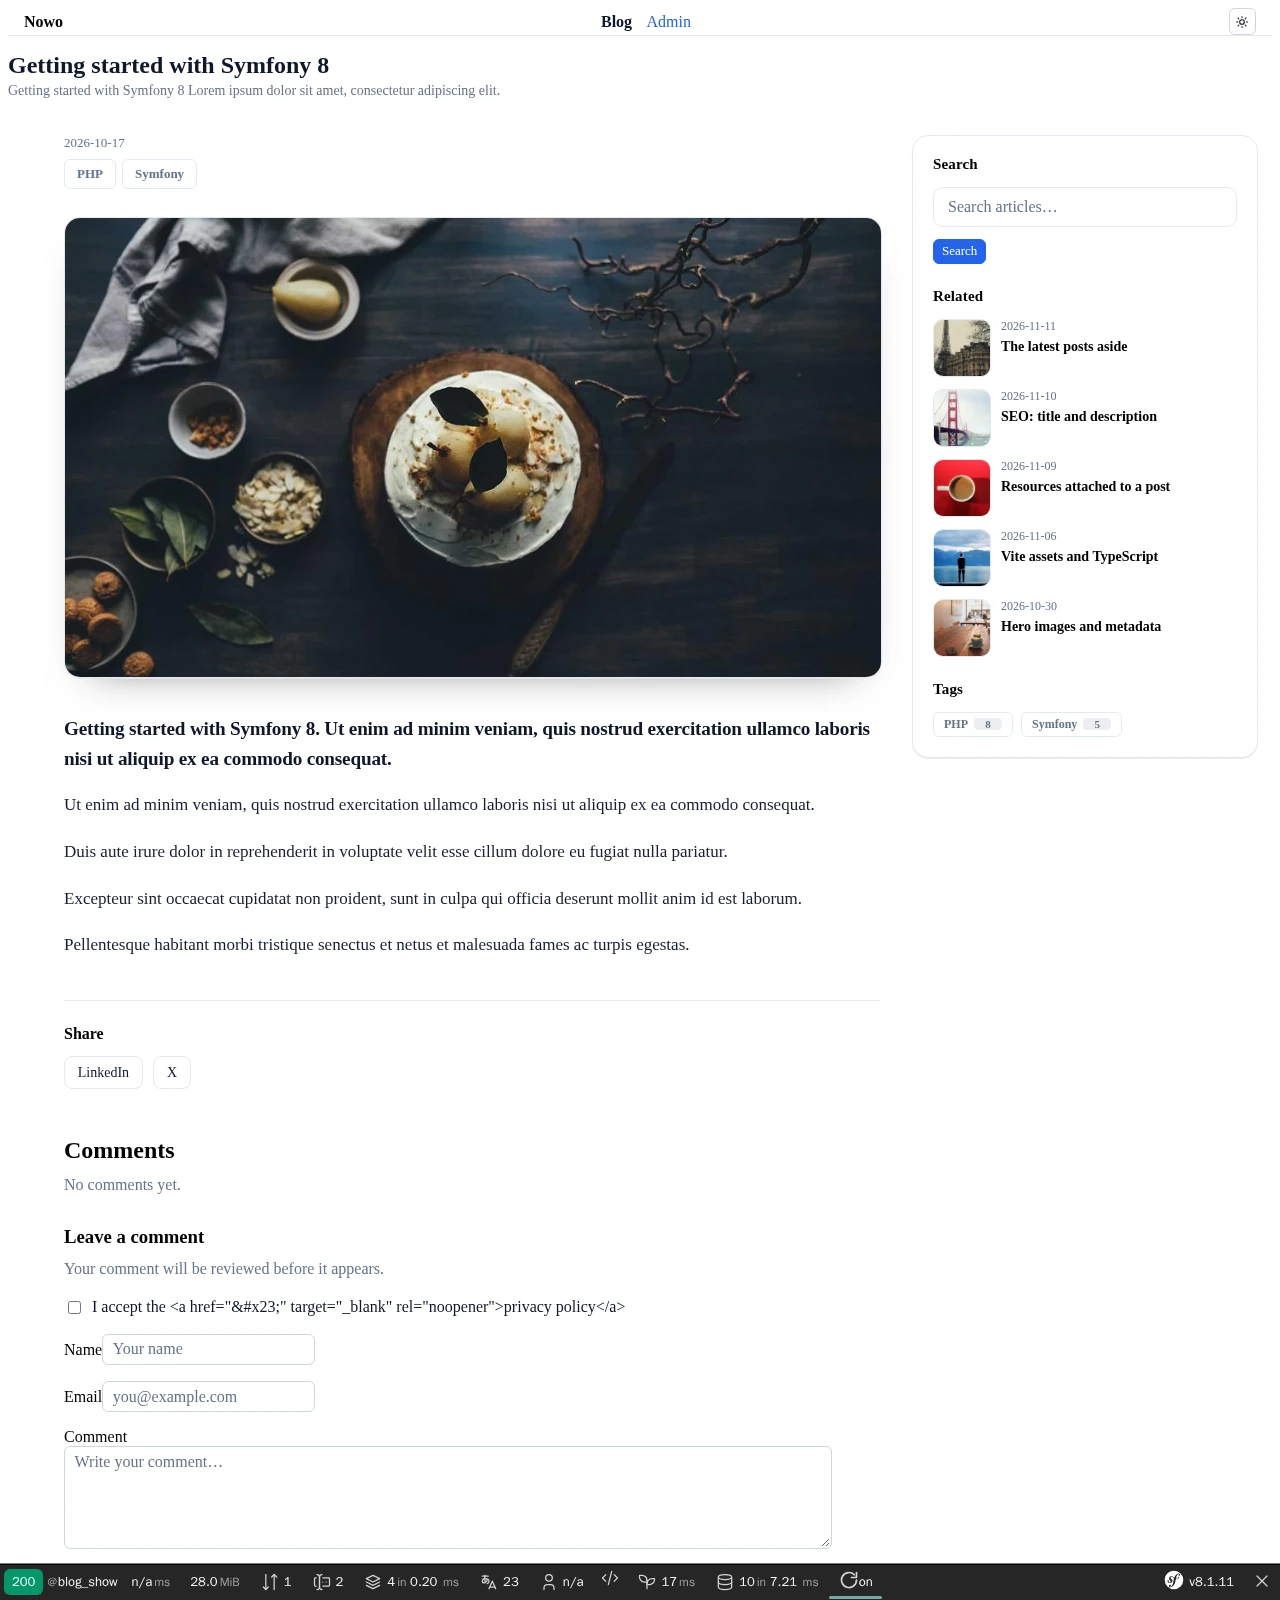 Nowo
Blog Admin
Getting started with Symfony 8
Getting started with Symfony 8 Lorem ipsum dolor sit amet, consectetur adipiscing elit.
2026-10-17
PHP Symfony
Getting started with Symfony 8. Ut enim ad minim veniam, quis nostrud exercitation ullamco laboris
nisi ut aliquip ex ea commodo consequat.
Ut enim ad minim veniam, quis nostrud exercitation ullamco laboris nisi ut aliquip ex ea commodo consequat.
Duis aute irure dolor in reprehenderit in voluptate velit esse cillum dolore eu fugiat nulla pariatur.
Excepteur sint occaecat cupidatat non proident, sunt in culpa qui officia deserunt mollit anim id est laborum.
Pellentesque habitant morbi tristique senectus et netus et malesuada fames ac turpis egestas.
Share
LinkedIn X
Comments
No comments yet.
Leave a comment
Your comment will be reviewed before it appears.
I accept the <a href="&#x23;" target="_blank" rel="noopener">privacy policy</a>
Name Your name
Email you@example.com
Comment
Write your comment…
Search
Search articles…
Search
Related
2026-11-11
The latest posts aside
2026-11-10
SEO: title and description
2026-11-09
Resources attached to a post
2026-11-06
Vite assets and TypeScript
2026-10-30
Hero images and metadata
Tags
PHP 8 Symfony 5
200 @blog_show n/a ms 28.0 MiB 1 2 4 in 0.20 ms 23 n/a 17 ms 10 in 7.21 ms on sf v8.1.11